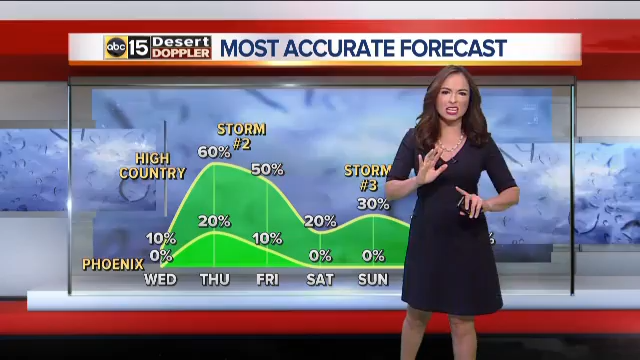 abc 15 Desert DOPPLER MOST ACCURATE FORECAST
STORM
#2
HIGH
COUNTRY
60%
50%
STORM
#3
30%
20%
20%
10%
10%
0%
0%
0%
%
PHOENIX
WED THU FRI SAT SUN